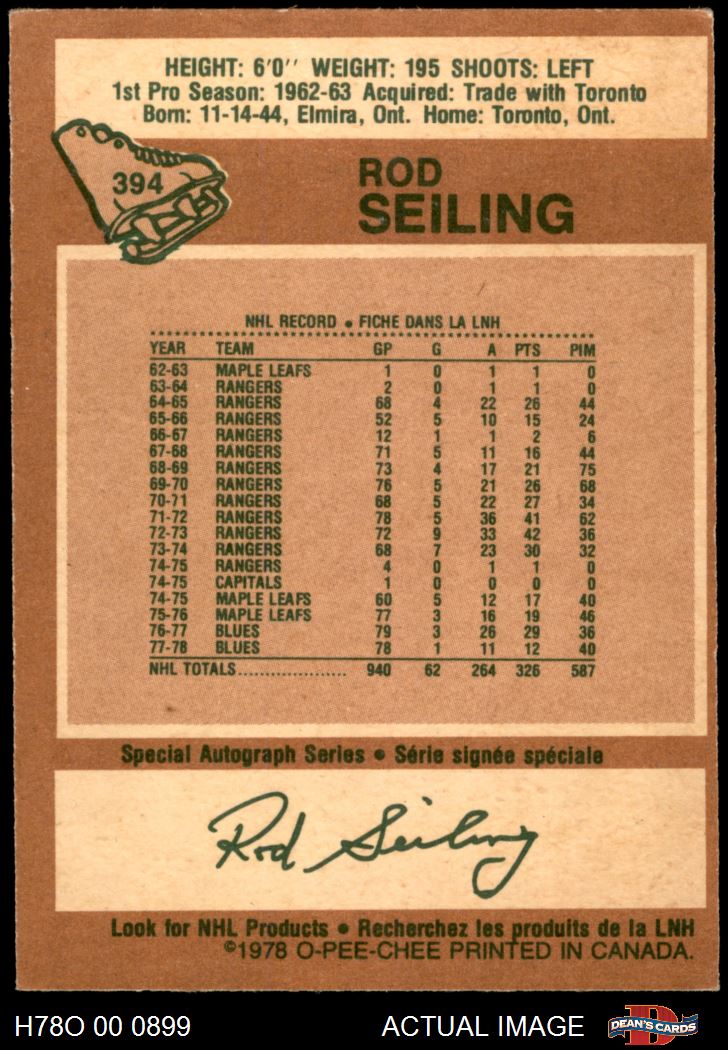 HEIGHT: 6'0'' WEIGHT: 195 SHOOTS: LEFT
1st Pro Season: 1962-63 Acquired: Trade with Toronto
Born: 11-14-44, Elmira, Ont. Home: Toronto, Ont.
394
ROD
SEILING
NHL RECORD • FICHE DANS LA LNH
YEAR TEAM GP G A PTS PIM
62-63 MAPLE LEAFS 1 0 1 1 0
63-64 RANGERS 2 0 1 1 0
64-65 RANGERS 68 4 22 26 44
65-66 RANGERS 52 5 10 15 24
66-67 RANGERS 12 1 1 2 6
67-68 RANGERS 71 5 11 16 44
68-69 RANGERS 73 4 17 21 75
69-70 RANGERS 76 5 21 26 68
70-71 RANGERS 68 5 22 27 34
71-72 RANGERS 78 5 36 41 62
72-73 RANGERS 72 9 33 42 36
73-74 RANGERS 68 7 23 30 32
74-75 RANGERS 4 0 1 1 0
74-75 CAPITALS 1 0 0 0 0
74-75 MAPLE LEAFS 60 5 12 17 40
75-76 MAPLE LEAFS 77 3 16 19 46
76-77 BLUES 79 3 26 29 36
77-78 BLUES 78 1 11 12 40
NHL TOTALS.................... 940 62 264 326 587
Special Autograph Series • Série signée spéciale
Rod Seiling
Look for NHL Products • Recherchez les produits de la LNH
©1978 O-PEE-CHEE PRINTED IN CANADA.
H78O 00 0899 ACTUAL IMAGE DEAN'S CARDS